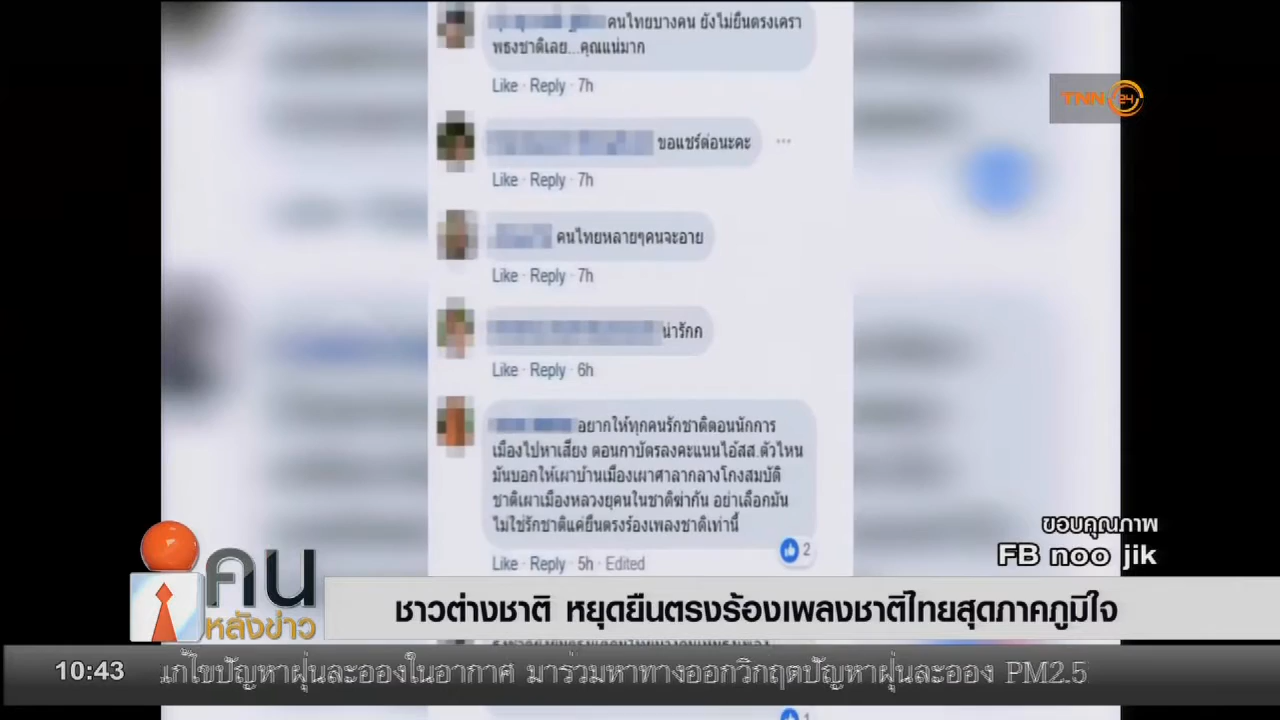 คนไทยบางคน ยังไม่ยืนตรงเครา
พธงชาติเลย...คุณแน่มาก
Like · Reply · 7h
TNN 24
ขอแชร์ต่อนะคะ
Like · Reply · 7h
คนไทยหลายๆคนจะอาย
Like · Reply · 7h
น่ารักก
Like · Reply · 6h
อยากให้ทุกคนรักชาติตอนนักการ
เมืองไปหาเสี่ยง ตอนกาบัตรลงคะแนนไอ้สส.ตัวไหน
มันบอกให้เผาบ้านเมืองเผาศาลากลางโกงสมบัติ
ชาติเผาเมืองหลวงยุคนในชาติฆ่ากัน อย่าเลือกมัน
ไม่ใช่รักชาติแค่ยืนตรงร้องเพลงชาติเท่านี้
2
Like · Reply · 5h · Edited
ขอบคุณภาพ
FB noo jik
คน
หลังข่าว
ชาวต่างชาติ หยุดยืนตรงร้องเพลงชาติไทยสุดภาคภูมิใจ
10:43
แก้ไขปัญหาฝุ่นละอองในอากาศ มาร่วมหาทางออกวิกฤตปัญหาฝุ่นละออง PM2.5
1